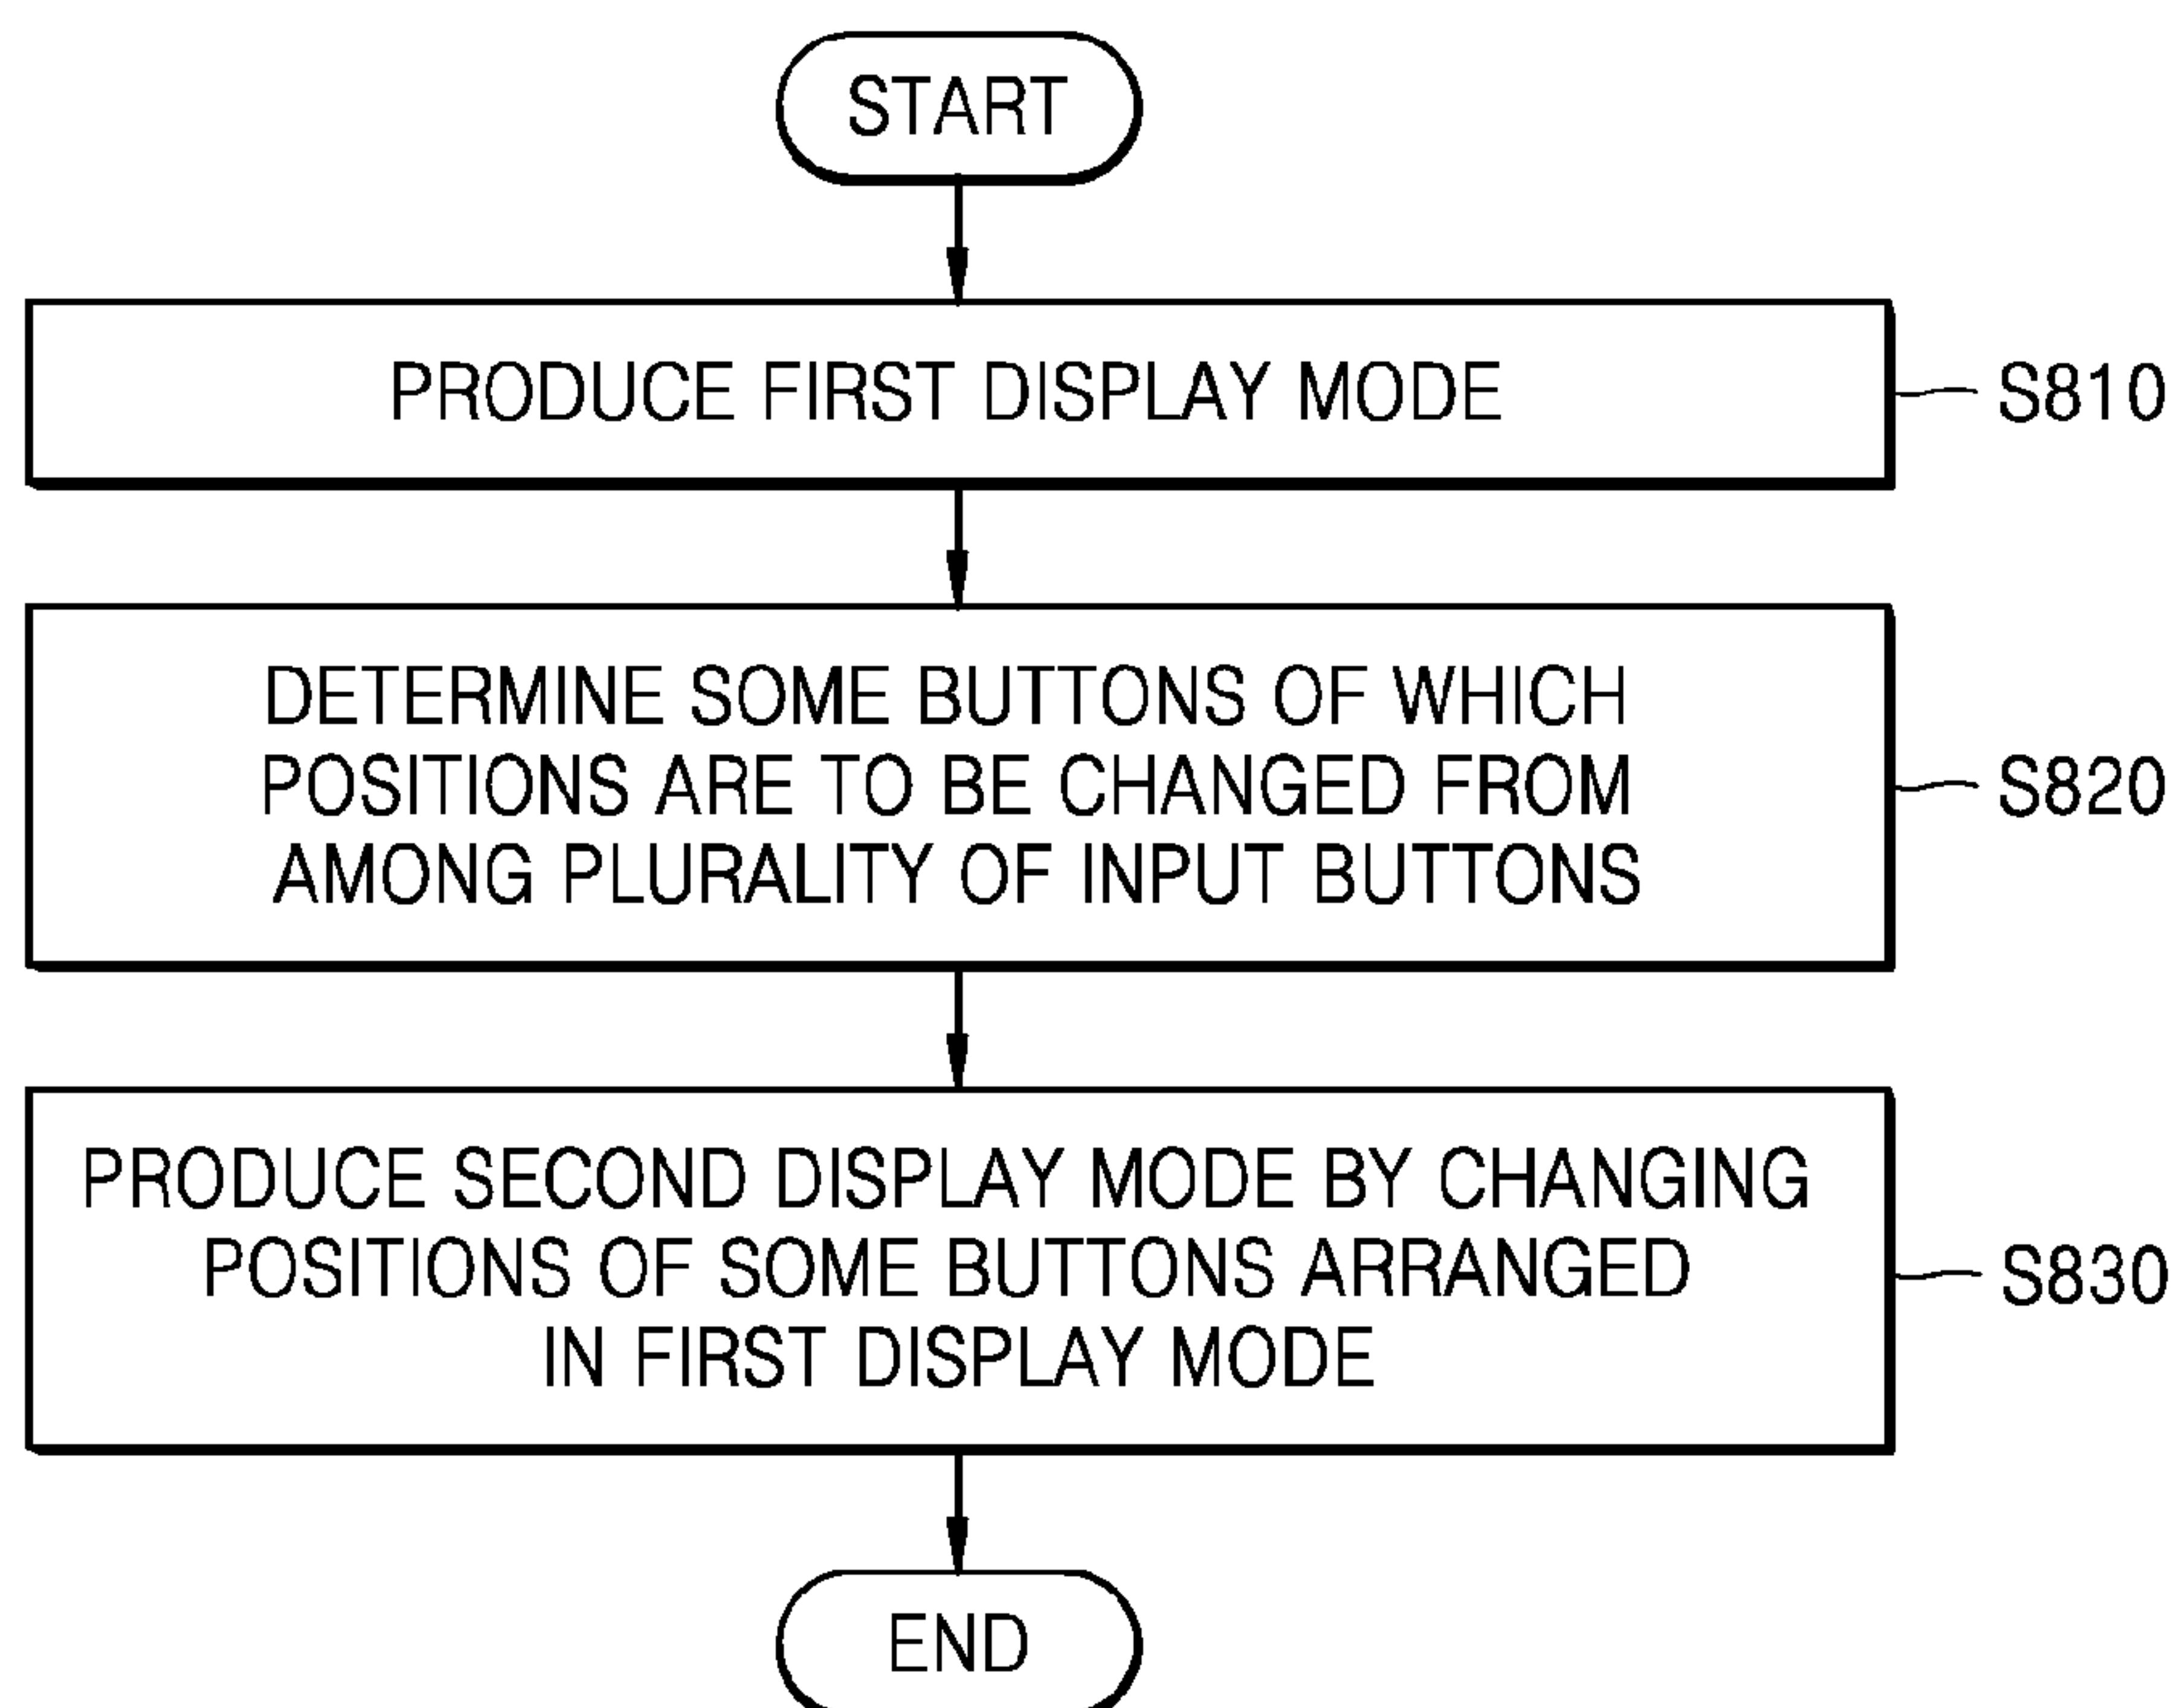 START
PRODUCE FIRST DISPLAY MODE
S810
DETERMINE SOME BUTTONS OF WHICH
POSITIONS ARE TO BE CHANGED FROM
AMONG PLURALITY OF INPUT BUTTONS
S820
PRODUCE SECOND DISPLAY MODE BY CHANGING
POSITIONS OF SOME BUTTONS ARRANGED
IN FIRST DISPLAY MODE
S830
END